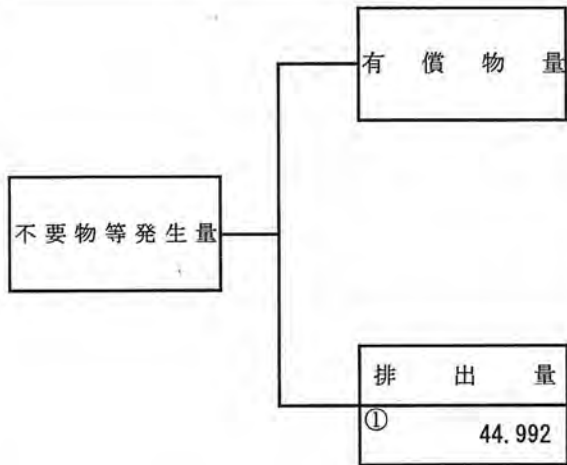 有償物量
不要物等発生量
排出量
①
44.992